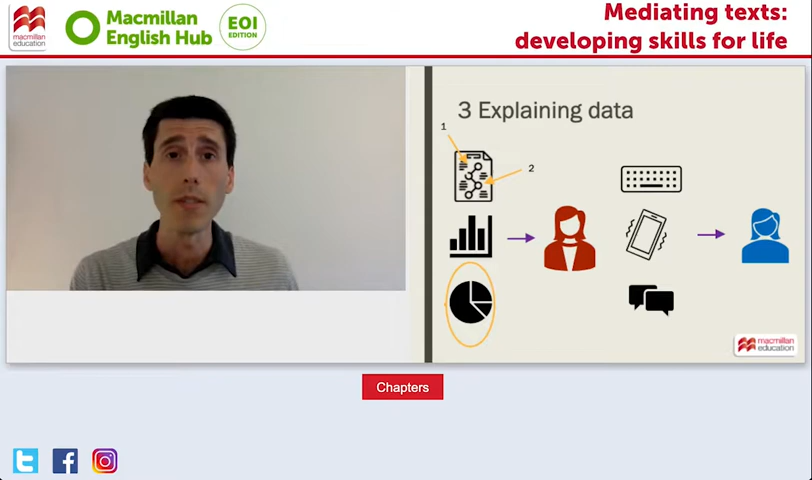 macmillan
education
Macmillan
English Hub
EOI
EDITION
Mediating texts:
developing skills for life
3 Explaining data
1
2
macmillan
education
Chapters